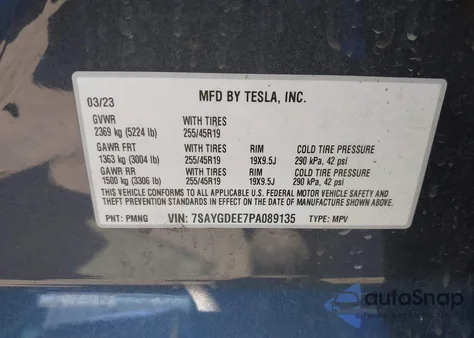 03/23 MFD BY TESLA, INC.
GVWR WITH TIRES
2369 kg (5224 lb) 255/45R19
GAWR FRT WITH TIRES RIM COLD TIRE PRESSURE
1363 kg (3004 lb) 255/45R19 19X9.5J 290 kPa, 42 psi
GAWR RR WITH TIRES RIM COLD TIRE PRESSURE
1500 kg (3306 lb) 255/45R19 19X9.5J 290 kPa, 42 psi
THIS VEHICLE CONFORMS TO ALL APPLICABLE U.S. FEDERAL MOTOR VEHICLE SAFETY AND
THEFT PREVENTION STANDARDS IN EFFECT ON THE DATE OF MANUFACTURE SHOWN ABOVE.
PNT: PMNG VIN: 7SAYGDEE7PA089135 TYPE: MPV
autoSnap
WWW.AUTOSNAP.COM